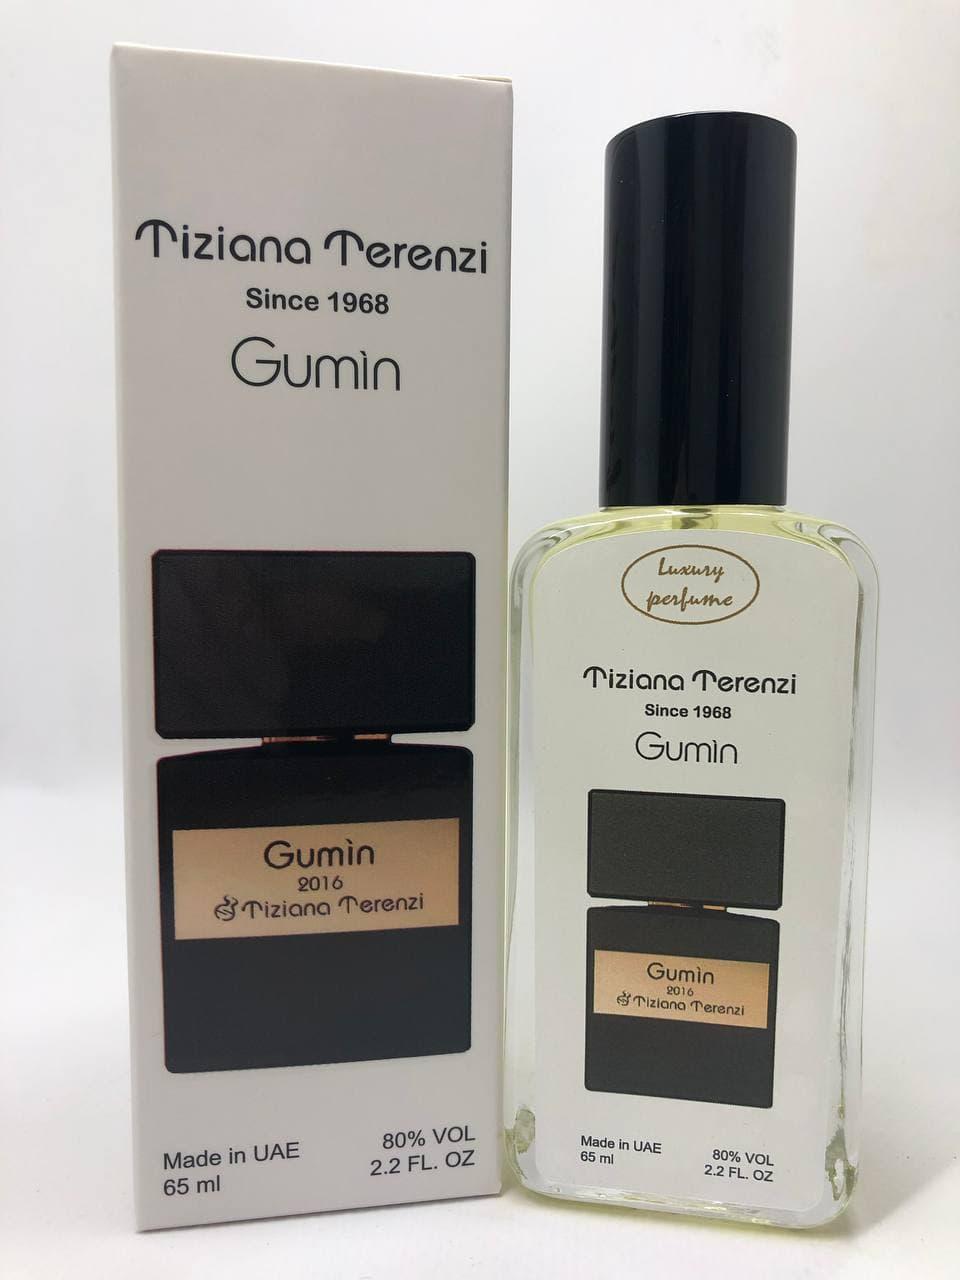 Tiziana Terenzi
Since 1968
Gumìn
Gumìn
2016
Tiziana Terenzi
Made in UAE
65 ml
80% VOL
2.2 FL. OZ
Luxury
perfume
Tiziana Terenzi
Since 1968
Gumìn
Gumìn
2016
Tiziana Terenzi
Made in UAE
65 ml
80% VOL
2.2 FL. OZ